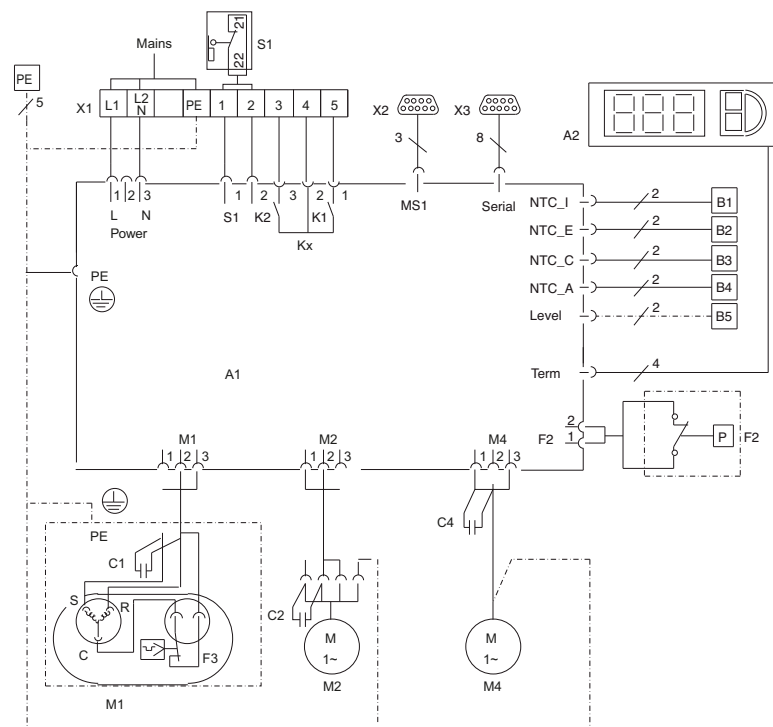 Mains
21
22
S1
PE
5
X1
L1
L2
N
PE
1
2
3
4
5
X2
X3
A2
3
8
1
2
3
L
N
Power
1
2
3
2
1
S1
K2
K1
Kx
MS1
Serial
NTC_I
2
B1
NTC_E
2
B2
NTC_C
2
B3
NTC_A
2
B4
Level
2
B5
PE
A1
Term
4
F2
2
1
P
F2
M1
1
2
3
M2
1
2
3
M4
1
2
3
PE
C1
S
R
C
F3
M1
C2
M
1~
M2
C4
M
1~
M4